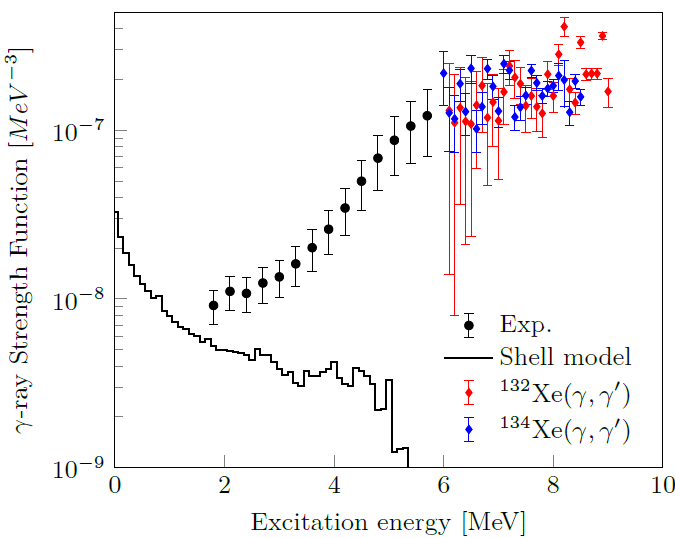 γ-ray Strength Function [MeV⁻³]
10⁻⁷
10⁻⁸
10⁻⁹
Exp.
Shell model
¹³²Xe(γ, γ′)
¹³⁴Xe(γ, γ′)
0 2 4 6 8 10
Excitation energy [MeV]